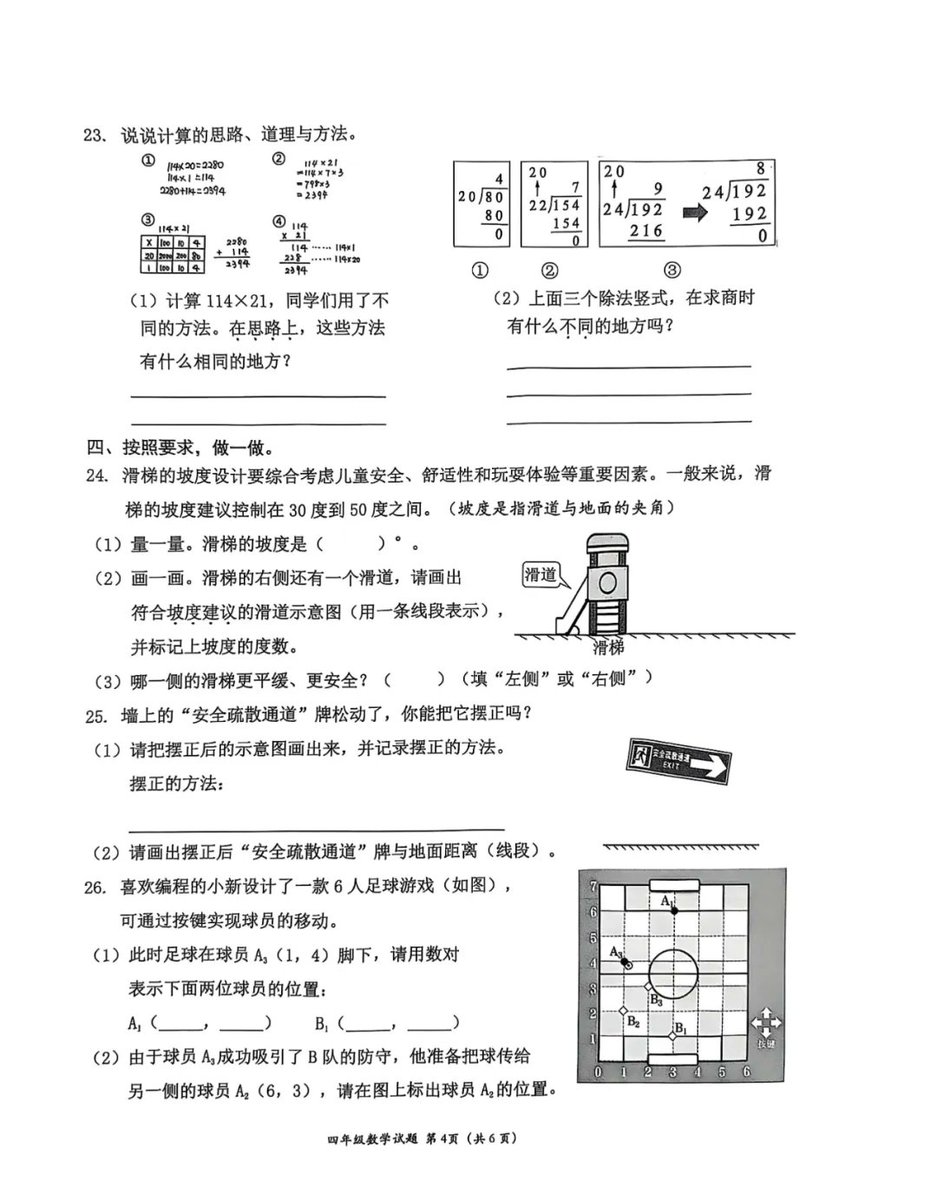 23. 说说计算的思路、道理与方法。
①
114×20=2280
114×1=114
2280+114=2394
②
114×21
=114×7×3
=798×3
=2394
③
114×21
× 100 10 4
20 2000 200 80
1 100 10 4
2280
+ 114
2394
④
114
× 21
114 …… 114×1
228 …… 114×20
2394
4
20/80
80
0
①
20
7
22/154
154
0
②
20
9
24/192
216
8
24/192
192
0
③
(1)计算 114×21,同学们用了不
同的方法。在思路上,这些方法
有什么相同的地方?
(2)上面三个除法竖式,在求商时
有什么不同的地方吗?
四、按照要求,做一做。
24. 滑梯的坡度设计要综合考虑儿童安全、舒适性和玩耍体验等重要因素。一般来说,滑
梯的坡度建议控制在 30 度到 50 度之间。(坡度是指滑道与地面的夹角)
(1)量一量。滑梯的坡度是( )°。
(2)画一画。滑梯的右侧还有一个滑道,请画出
符合坡度建议的滑道示意图(用一条线段表示),
并标记上坡度的度数。
滑道
滑梯
(3)哪一侧的滑梯更平缓、更安全?( )(填“左侧”或“右侧”)
25. 墙上的“安全疏散通道”牌松动了,你能把它摆正吗?
(1)请把摆正后的示意图画出来,并记录摆正的方法。
摆正的方法:
安全疏散通道
EXIT
(2)请画出摆正后“安全疏散通道”牌与地面距离(线段)。
26. 喜欢编程的小新设计了一款 6 人足球游戏(如图),
可通过按键实现球员的移动。
(1)此时足球在球员 A₃(1,4)脚下,请用数对
表示下面两位球员的位置:
A₁(____,____) B₁(____,____)
(2)由于球员 A₃成功吸引了 B 队的防守,他准备把球传给
另一侧的球员 A₂(6,3),请在图上标出球员 A₂的位置。
7
6
5
4
3
2
1
0 1 2 3 4 5 6
A₁
A₃
B₃
B₂
B₁
按键
四年级数学试题 第4页(共6页)